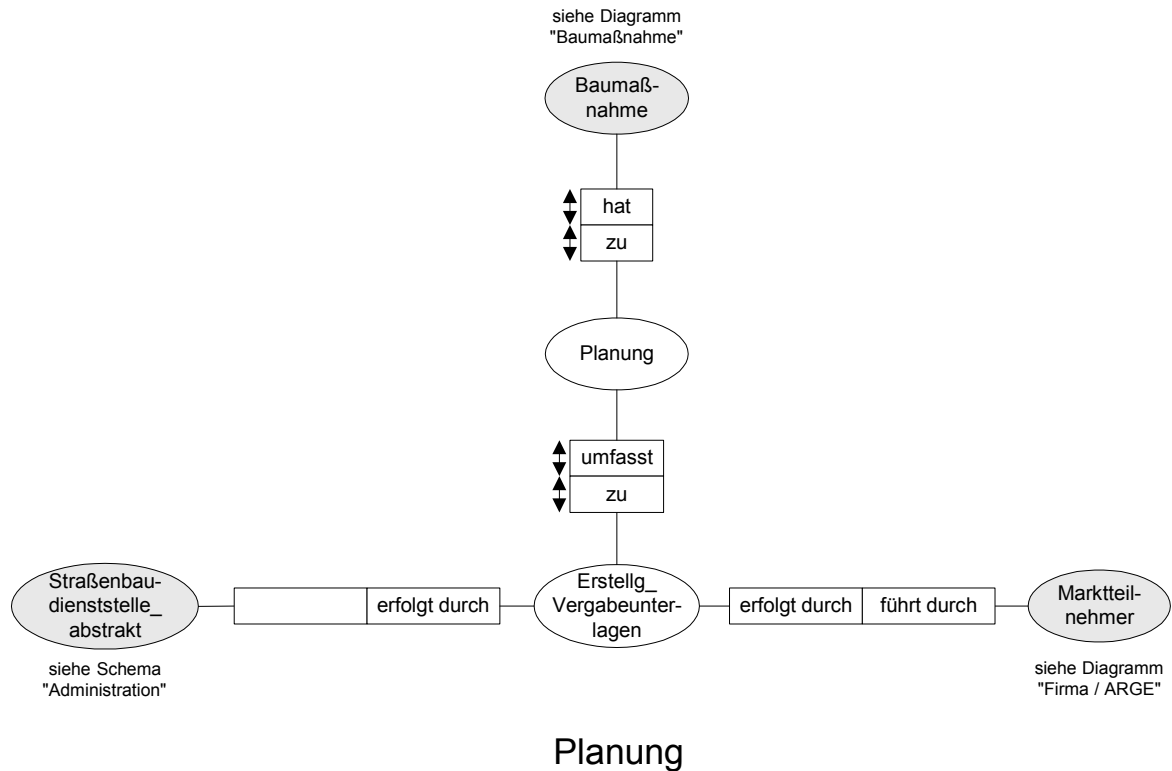 siehe Diagramm
"Baumaßnahme"
Baumaß-
nahme
hat
zu
Planung
umfasst
zu
Straßenbau-
dienststelle_
abstrakt
erfolgt durch
Erstellg_
Vergabeunter-
lagen
erfolgt durch
führt durch
Marktteil-
nehmer
siehe Schema
"Administration"
siehe Diagramm
"Firma / ARGE"
Planung